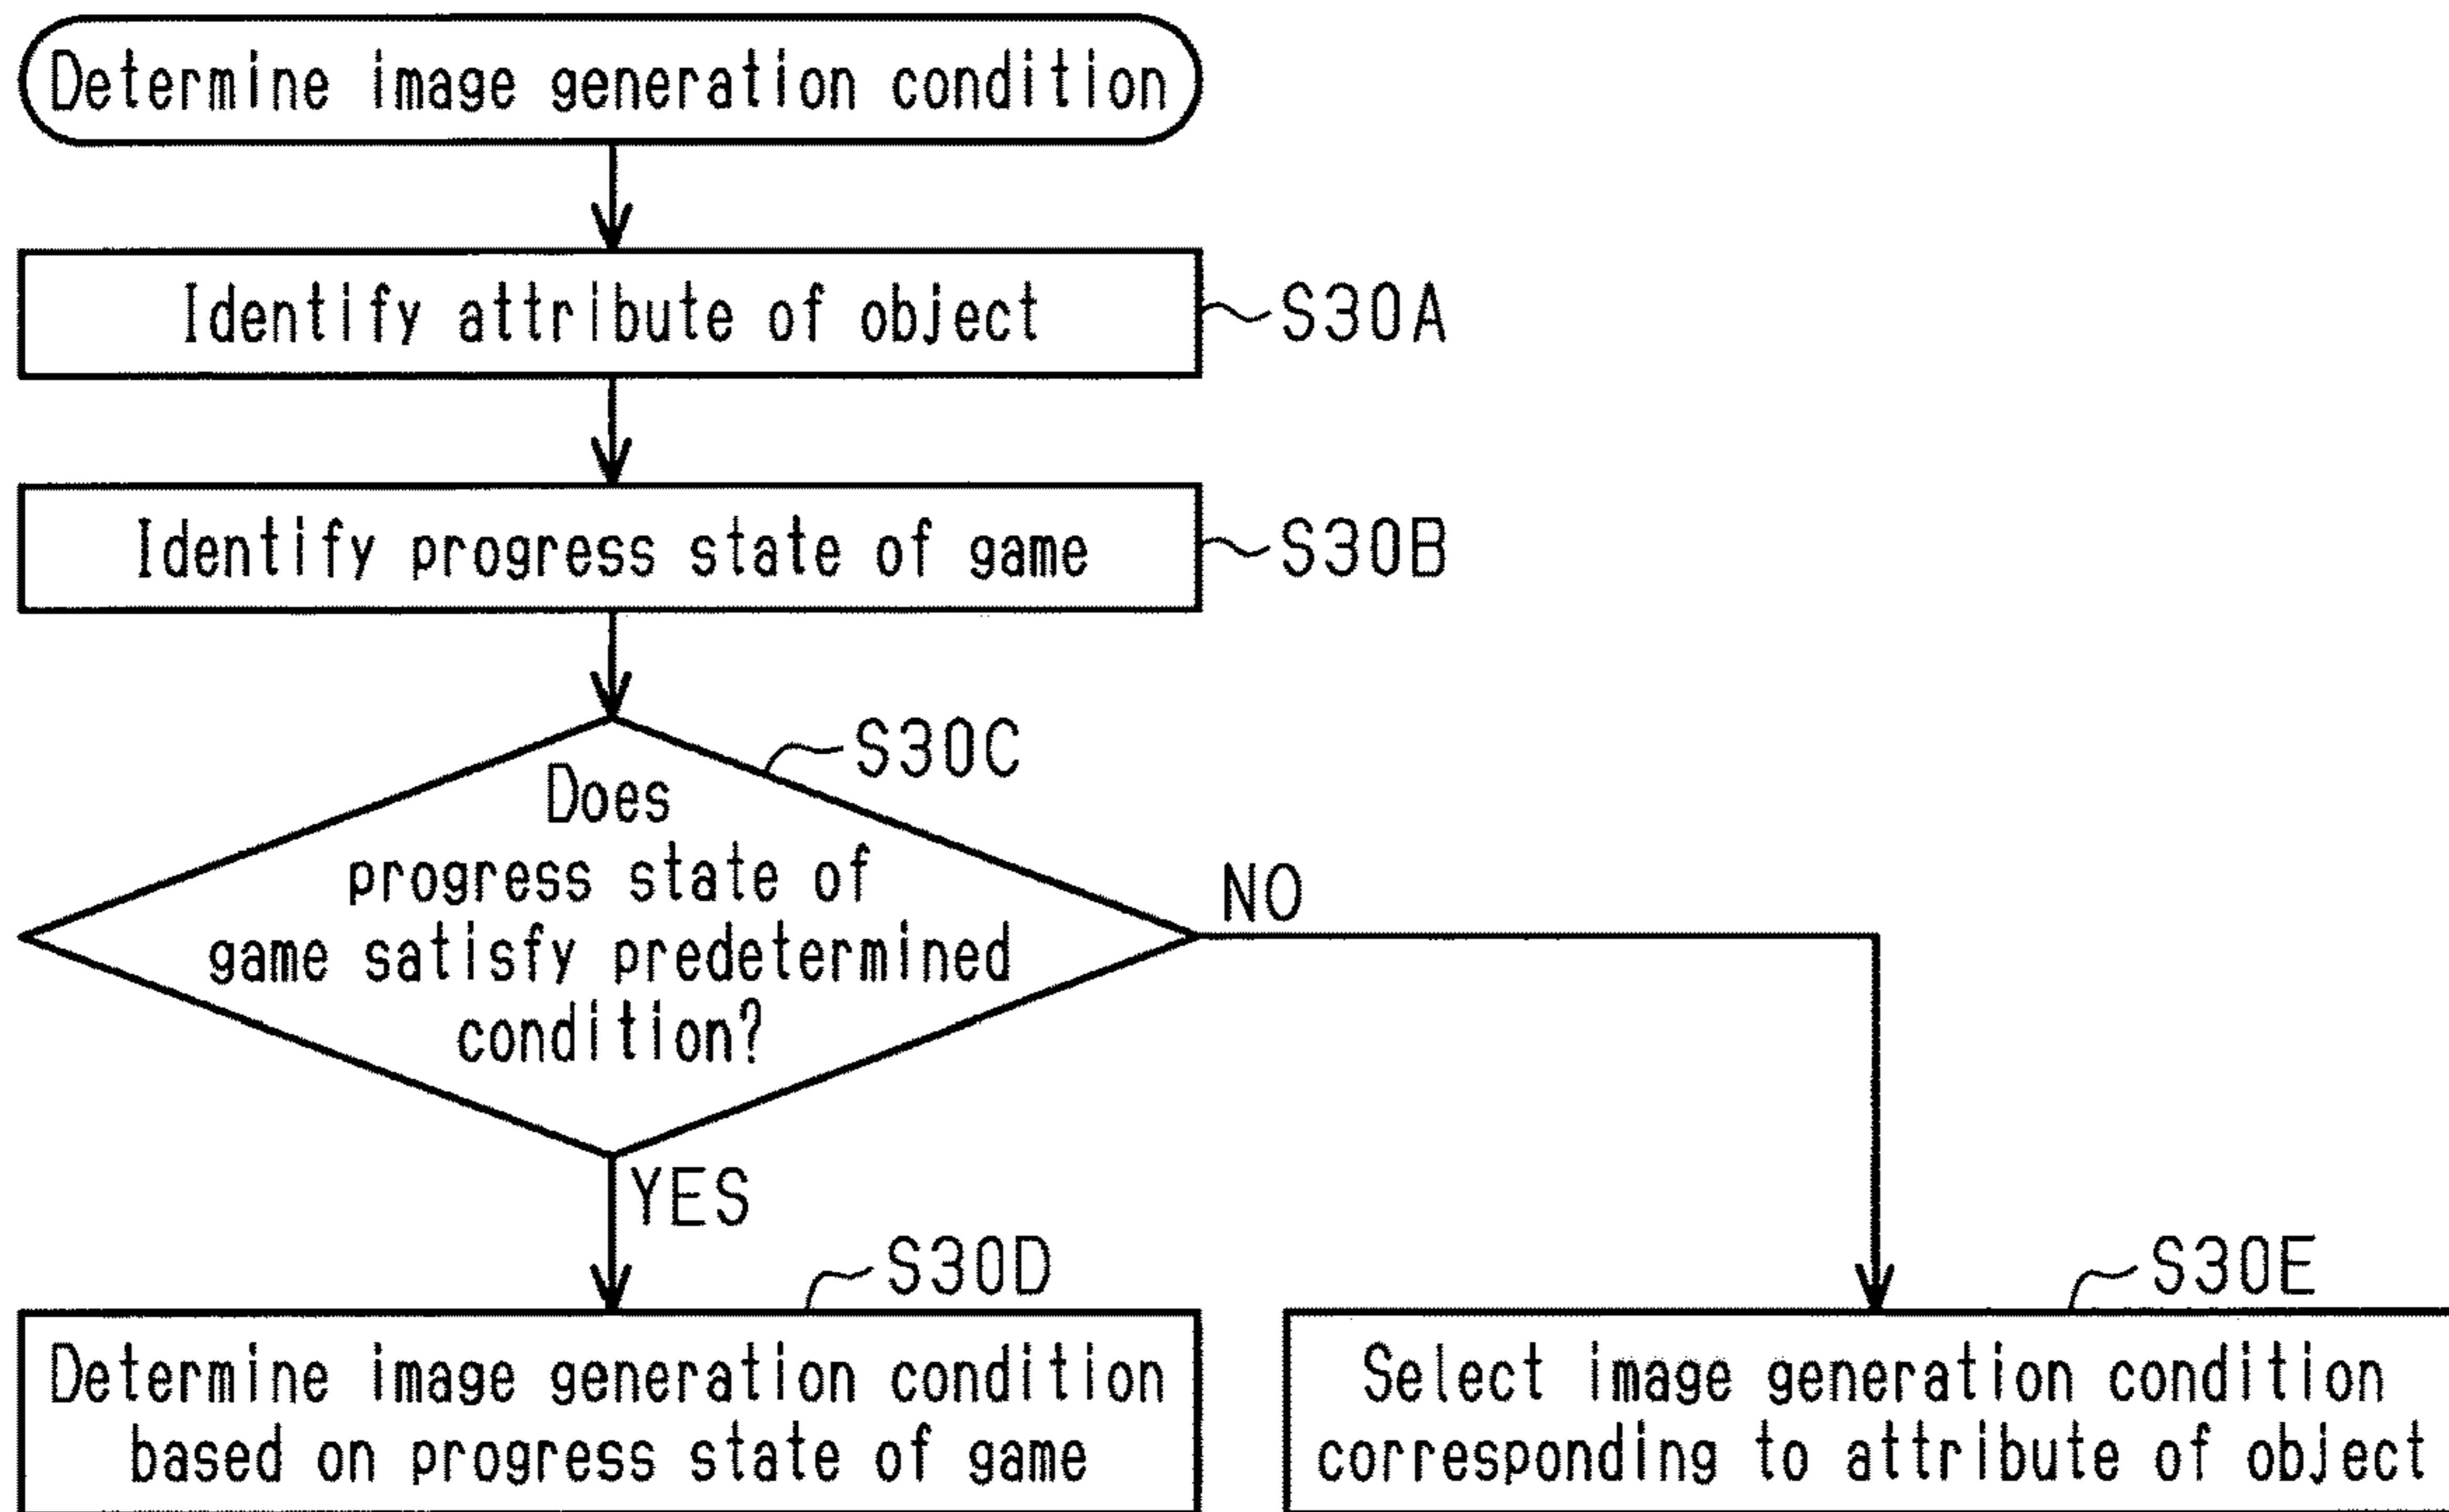 Determine image generation condition
Identify attribute of object
S30A
Identify progress state of game
S30B
S30C
Does
progress state of
game satisfy predetermined
condition?
NO
YES
S30D
Determine image generation condition
based on progress state of game
S30E
Select image generation condition
corresponding to attribute of object